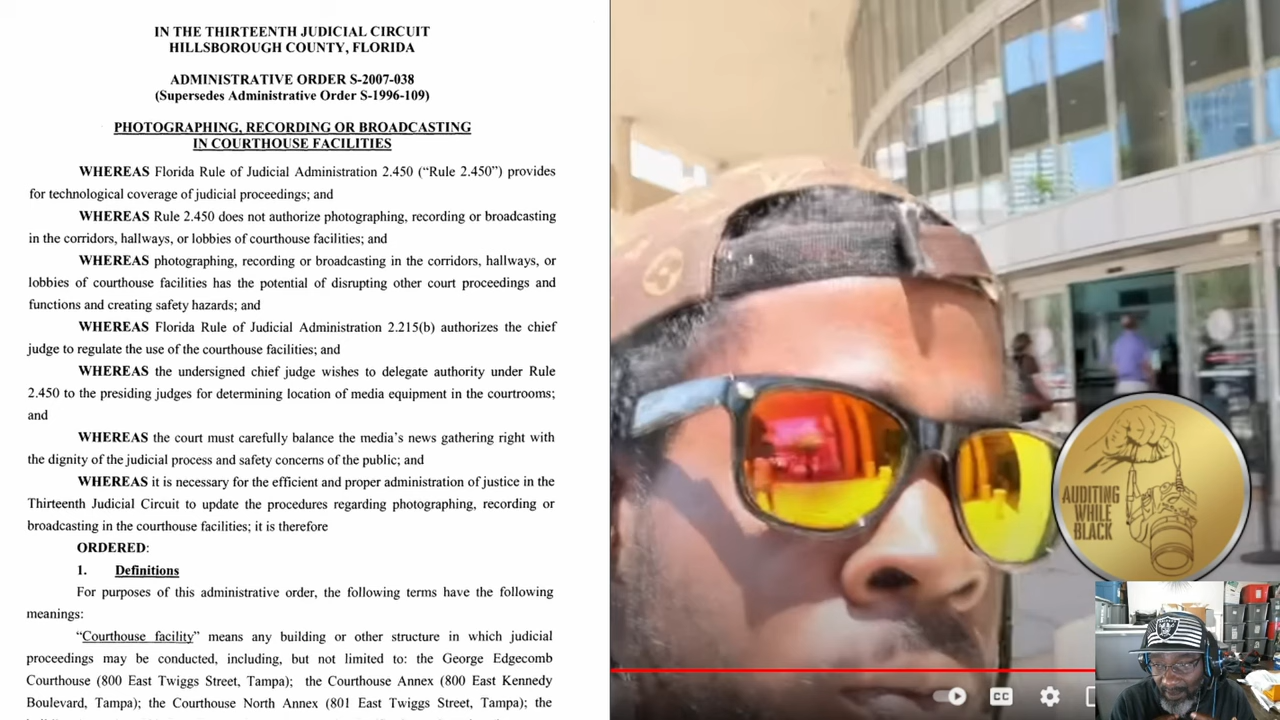 IN THE THIRTEENTH JUDICIAL CIRCUIT
HILLSBOROUGH COUNTY, FLORIDA
ADMINISTRATIVE ORDER S-2007-038
(Supersedes Administrative Order S-1996-109)
PHOTOGRAPHING, RECORDING OR BROADCASTING
IN COURTHOUSE FACILITIES
WHEREAS Florida Rule of Judicial Administration 2.450 (“Rule 2.450”) provides
for technological coverage of judicial proceedings; and
WHEREAS Rule 2.450 does not authorize photographing, recording or broadcasting
in the corridors, hallways, or lobbies of courthouse facilities; and
WHEREAS photographing, recording or broadcasting in the corridors, hallways, or
lobbies of courthouse facilities has the potential of disrupting other court proceedings and
functions and creating safety hazards; and
WHEREAS Florida Rule of Judicial Administration 2.215(b) authorizes the chief
judge to regulate the use of the courthouse facilities; and
WHEREAS the undersigned chief judge wishes to delegate authority under Rule
2.450 to the presiding judges for determining location of media equipment in the courtrooms;
and
WHEREAS the court must carefully balance the media’s news gathering right with
the dignity of the judicial process and safety concerns of the public; and
WHEREAS it is necessary for the efficient and proper administration of justice in the
Thirteenth Judicial Circuit to update the procedures regarding photographing, recording or
broadcasting in the courthouse facilities; it is therefore
ORDERED:
1. Definitions
For purposes of this administrative order, the following terms have the following
meanings:
“Courthouse facility” means any building or other structure in which judicial
proceedings may be conducted, including, but not limited to: the George Edgecomb
Courthouse (800 East Twiggs Street, Tampa); the Courthouse Annex (800 East Kennedy
Boulevard, Tampa); the Courthouse North Annex (801 East Twiggs Street, Tampa); the
AUDITING
WHILE
BLACK
CC